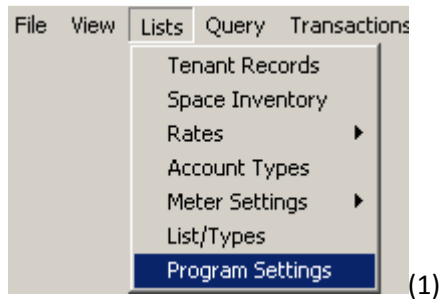 File View Lists Query Transactions
Tenant Records
Space Inventory
Rates
Account Types
Meter Settings
List/Types
Program Settings
(1)